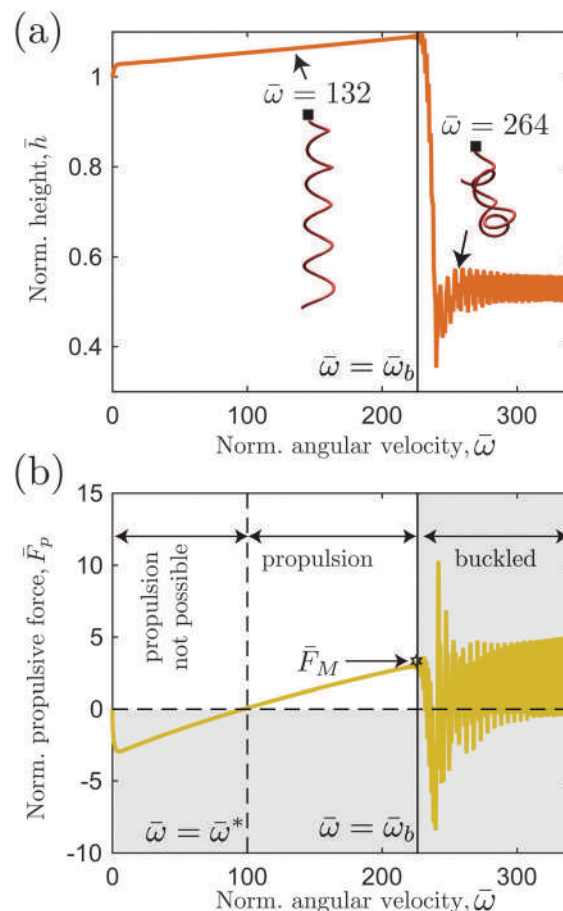 (a)
1
0.8
0.6
0.4
Norm. height, h̄
ω̄ = 132
ω̄ = 264
ω̄ = ω̄_b
0 100 200 300
Norm. angular velocity, ω̄
(b)
15
10
5
0
-5
-10
Norm. propulsive force, F̄_p
propulsion
not possible
propulsion
buckled
F̄_M
ω̄ = ω̄*
ω̄ = ω̄_b
0 100 200 300
Norm. angular velocity, ω̄